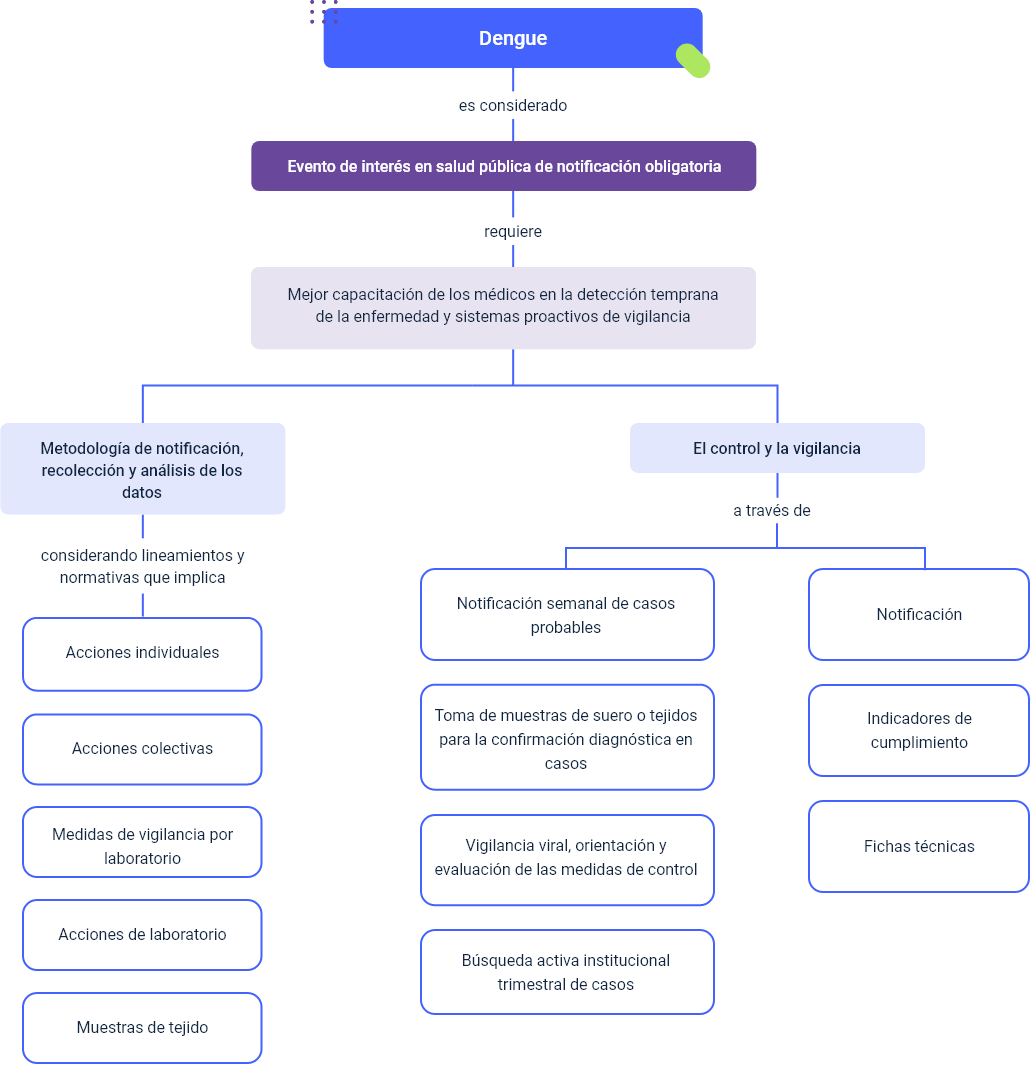 Dengue
es considerado
Evento de interés en salud pública de notificación obligatoria
requiere
Mejor capacitación de los médicos en la detección temprana
de la enfermedad y sistemas proactivos de vigilancia
Metodología de notificación,
recolección y análisis de los
datos
considerando lineamientos y
normativas que implica
Acciones individuales
Acciones colectivas
Medidas de vigilancia por
laboratorio
Acciones de laboratorio
Muestras de tejido
El control y la vigilancia
a través de
Notificación semanal de casos
probables
Toma de muestras de suero o tejidos
para la confirmación diagnóstica en
casos
Vigilancia viral, orientación y
evaluación de las medidas de control
Búsqueda activa institucional
trimestral de casos
Notificación
Indicadores de
cumplimiento
Fichas técnicas